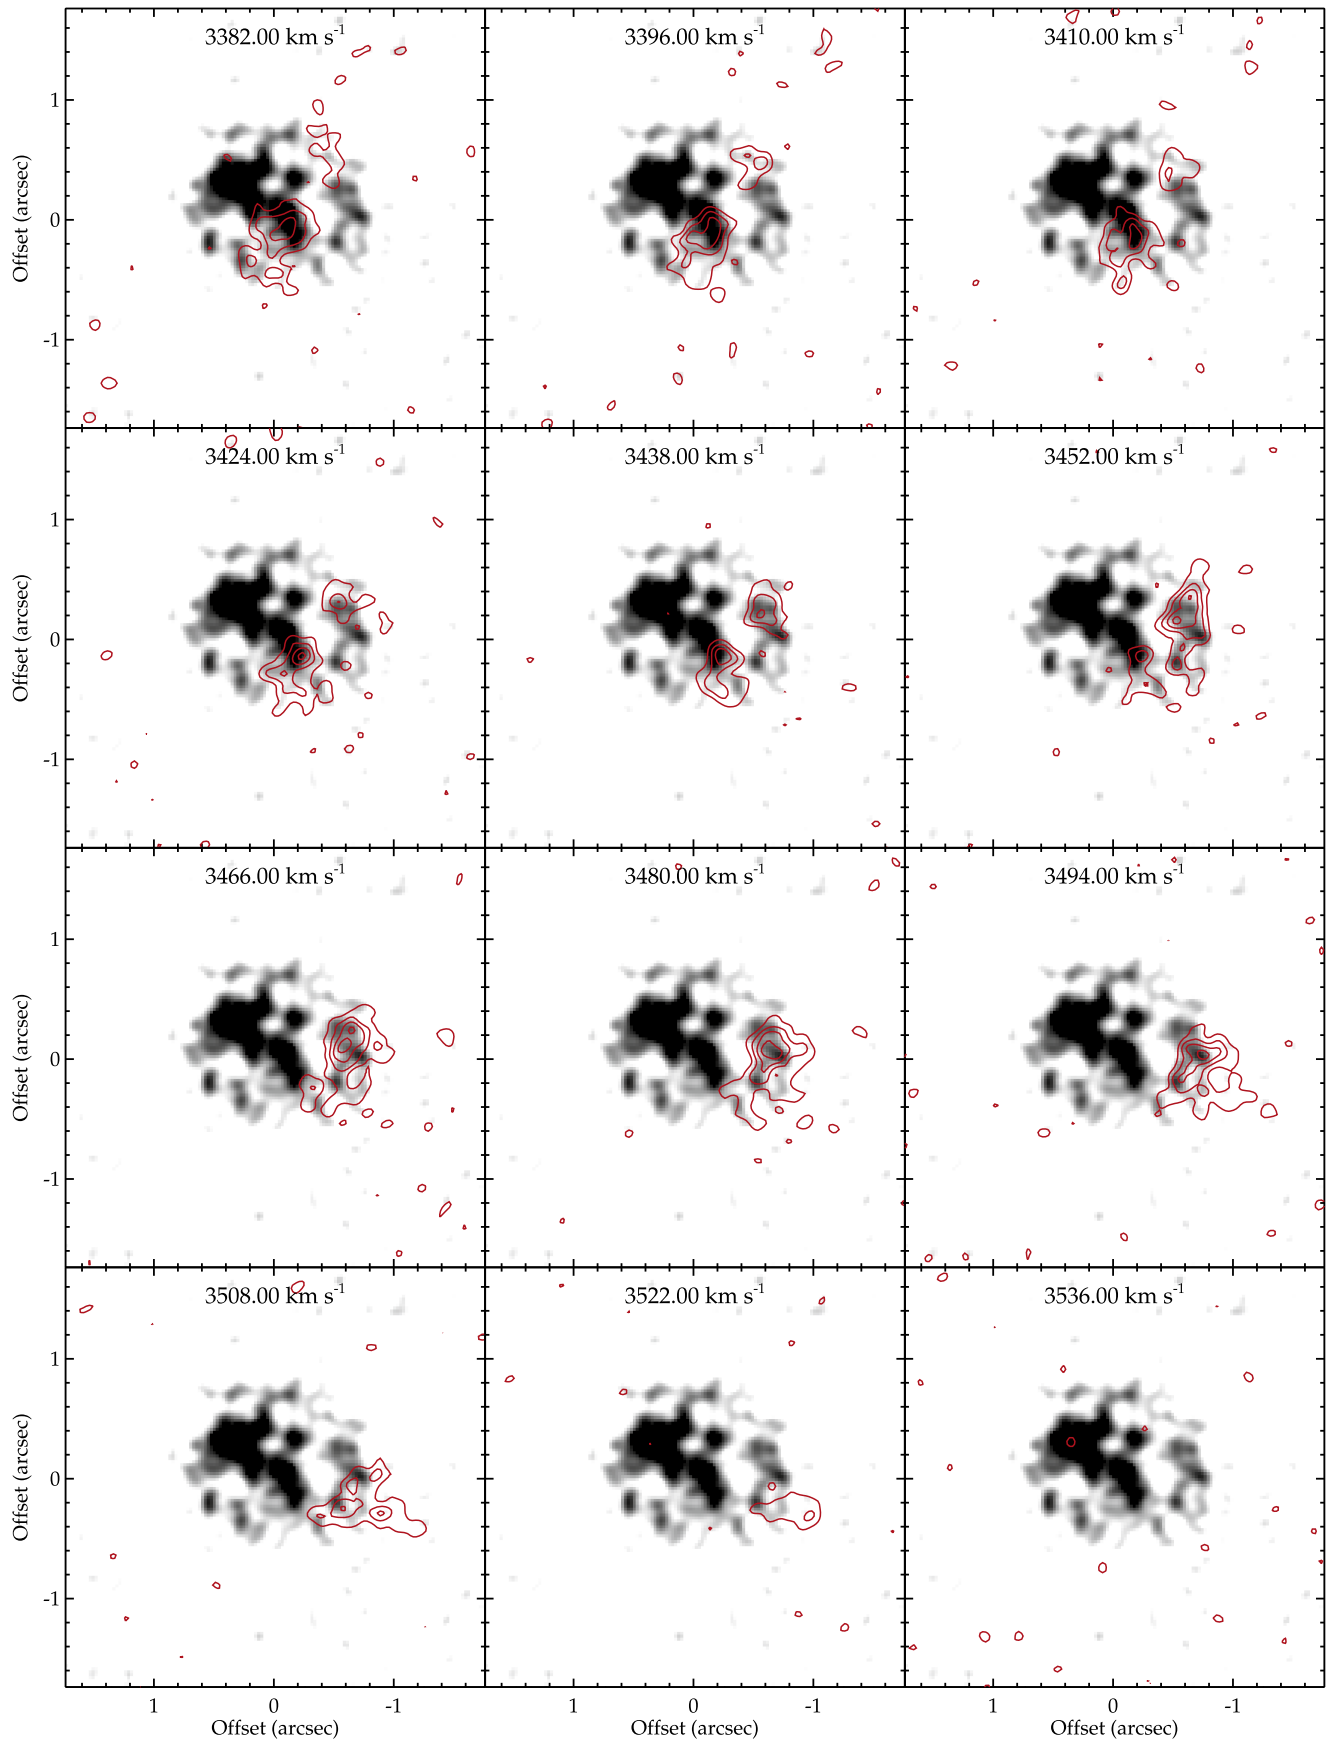 3382.00 km s⁻¹
3396.00 km s⁻¹
3410.00 km s⁻¹
1
0
-1
Offset (arcsec)
3424.00 km s⁻¹
3438.00 km s⁻¹
3452.00 km s⁻¹
1
0
-1
Offset (arcsec)
3466.00 km s⁻¹
3480.00 km s⁻¹
3494.00 km s⁻¹
1
0
-1
Offset (arcsec)
3508.00 km s⁻¹
3522.00 km s⁻¹
3536.00 km s⁻¹
1
0
-1
Offset (arcsec)
1 0 -1 1 0 -1 1 0 -1
Offset (arcsec) Offset (arcsec) Offset (arcsec)